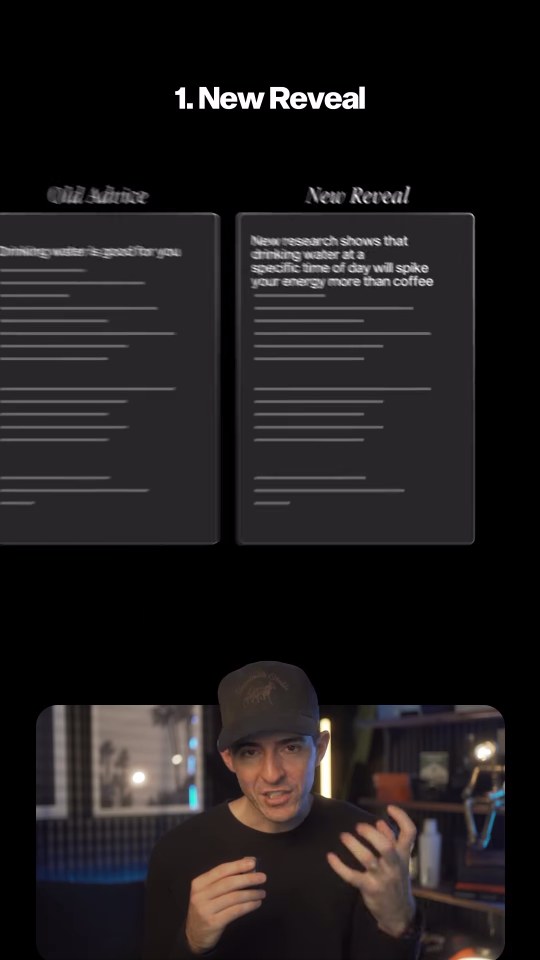 1. New Reveal
Old Advice
New Reveal
Drinking water is good for you
New research shows that
drinking water at a
specific time of day will spike
your energy more than coffee